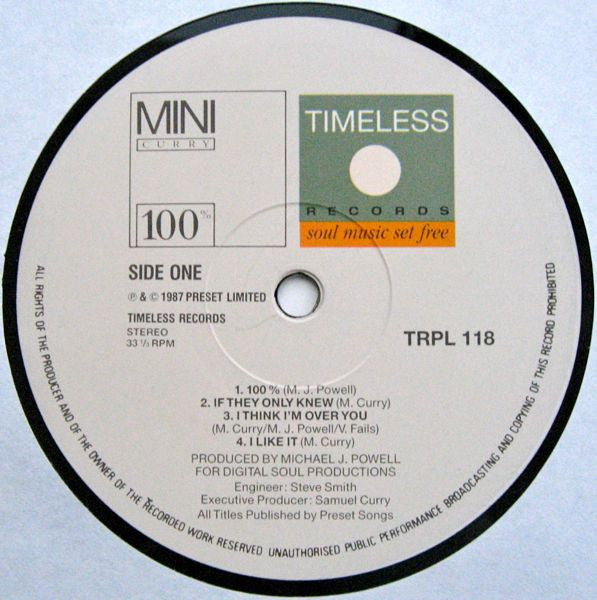 MINI
CURRY
100%
TIMELESS
RECORDS
soul music set free
SIDE ONE
℗ & © 1987 PRESET LIMITED
TIMELESS RECORDS
STEREO
33 ⅓ RPM
TRPL 118
1. 100 % (M. J. Powell)
2. IF THEY ONLY KNEW (M. Curry)
3. I THINK I'M OVER YOU
(M. Curry/M. J. Powell/V. Fails)
4. I LIKE IT (M. Curry)
PRODUCED BY MICHAEL J. POWELL
FOR DIGITAL SOUL PRODUCTIONS
Engineer: Steve Smith
Executive Producer: Samuel Curry
All Titles Published by Preset Songs
ALL RIGHTS OF THE PRODUCER AND OF THE OWNER OF THE RECORDED WORK RESERVED UNAUTHORISED PUBLIC PERFORMANCE BROADCASTING AND COPYING OF THIS RECORD PROHIBITED